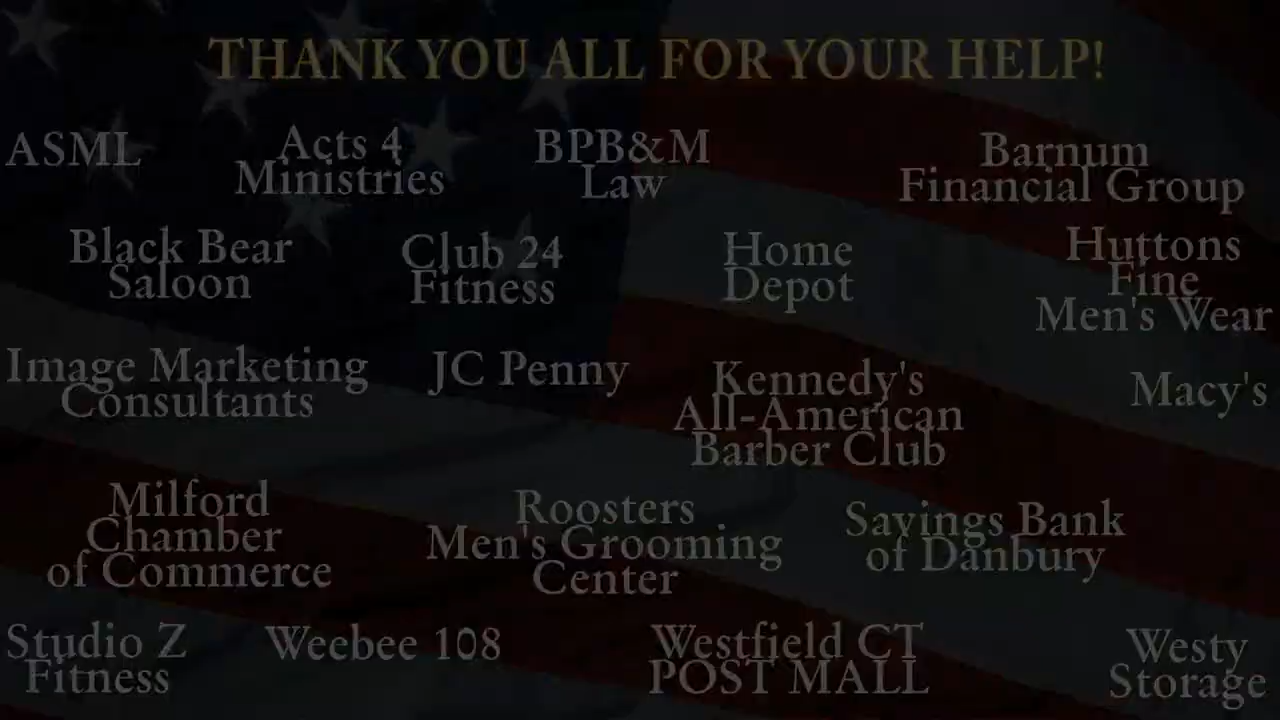 THANK YOU ALL FOR YOUR HELP!
ASML
Acts 4
Ministries
BPB&M
Law
Barnum
Financial Group
Black Bear
Saloon
Club 24
Fitness
Home
Depot
Huttons
Fine
Men's Wear
Image Marketing
Consultants
JC Penny
Kennedy's
All-American
Barber Club
Macy's
Milford
Chamber
of Commerce
Roosters
Men's Grooming
Center
Savings Bank
of Danbury
Studio Z
Fitness
Weebee 108
Westfield CT
POST MALL
Westy
Storage